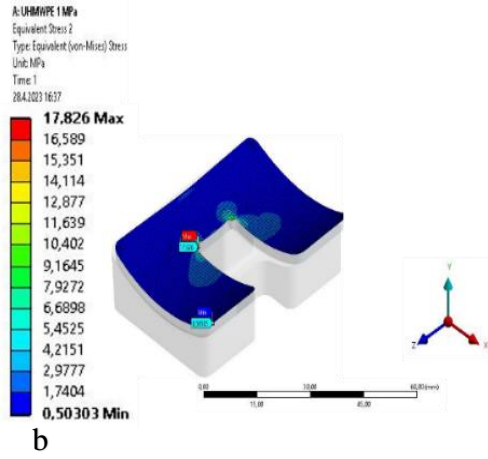 A: UHMWPE 1 MPa
Equivalent Stress 2
Type: Equivalent (von-Mises) Stress
Unit: MPa
Time: 1
28.4.2023 16:37
17,826 Max
16,589
15,351
14,114
12,877
11,639
10,402
9,1645
7,9272
6,6898
5,4525
4,2151
2,9777
1,7404
0,50303 Min
Y
Z
X
0,00
30,00
60,00 (mm)
15,00
45,00
b